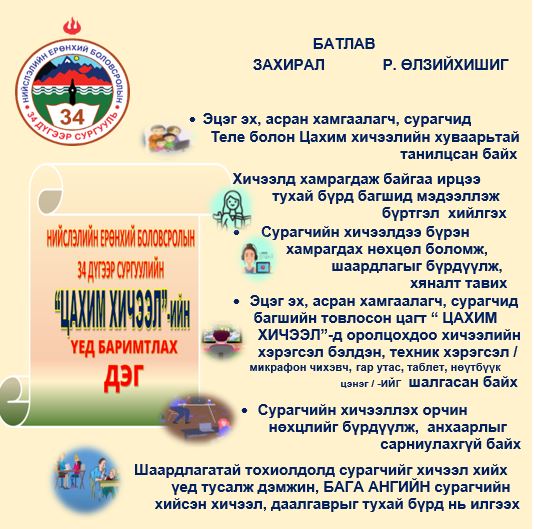 НИЙСЛЭЛИЙН ЕРӨНХИЙ БОЛОВСРОЛЫН
34 ДҮГЭЭР СУРГУУЛЬ
34
БАТЛАВ
ЗАХИРАЛ Р. ӨЛЗИЙХИШИГ
• Эцэг эх, асран хамгаалагч, сурагчид
Теле болон Цахим хичээлийн хуваарьтай
танилцсан байх
Хичээлд хамрагдаж байгаа ирцээ
тухай бүрд багшид мэдээллэж
бүртгэл хийлгэх
• Сурагчийн хичээлдээ бүрэн
хамрагдах нөхцөл боломж,
шаардлагыг бүрдүүлж,
хяналт тавих
• Эцэг эх, асран хамгаалагч, сурагчид
багшийн товлосон цагт “ ЦАХИМ
ХИЧЭЭЛ”-д оролцохдоо хичээлийн
хэрэгсэл бэлдэн, техник хэрэгсэл /
микрофон чихэвч, гар утас, таблет, нөүтбүүк
цэнэг / -ИЙГ шалгасан байх
• Сурагчийн хичээллэх орчин
нөхцлийг бүрдүүлж, анхаарлыг
сарниулахгүй байх
Шаардлагатай тохиолдолд сурагчийг хичээл хийх
үед тусалж дэмжин, БАГА АНГИЙН сурагчийн
хийсэн хичээл, даалгаврыг тухай бүрд нь илгээх
НИЙСЛЭЛИЙН ЕРӨНХИЙ БОЛОВСРОЛЫН
34 ДҮГЭЭР СУРГУУЛИЙН
“ЦАХИМ ХИЧЭЭЛ”-ИЙН
ҮЕД БАРИМТЛАХ
ДЭГ